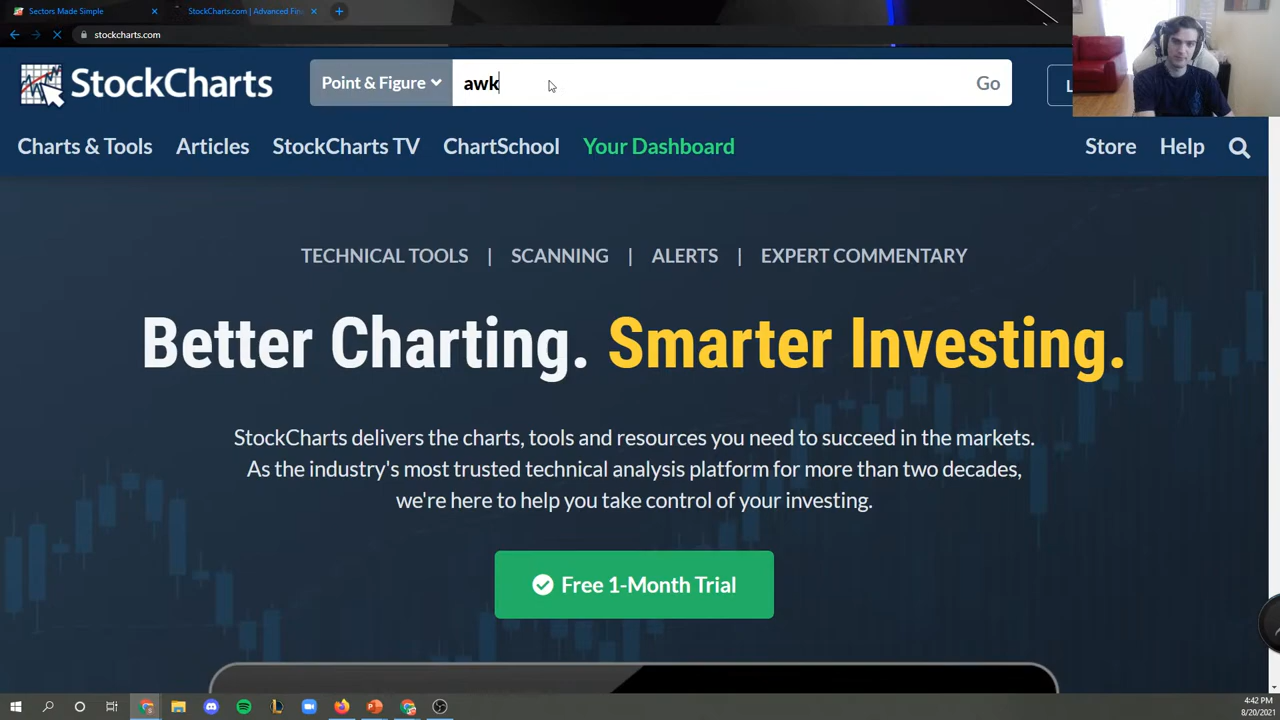 Sectors Made Simple
StockCharts.com | Advanced Fina
stockcharts.com
StockCharts
Point & Figure
awk
Go
L
Charts & Tools
Articles
StockCharts TV
ChartSchool
Your Dashboard
Store
Help
TECHNICAL TOOLS | SCANNING | ALERTS | EXPERT COMMENTARY
Better Charting. Smarter Investing.
StockCharts delivers the charts, tools and resources you need to succeed in the markets.
As the industry's most trusted technical analysis platform for more than two decades,
we're here to help you take control of your investing.
Free 1-Month Trial
4:42 PM
8/20/2021